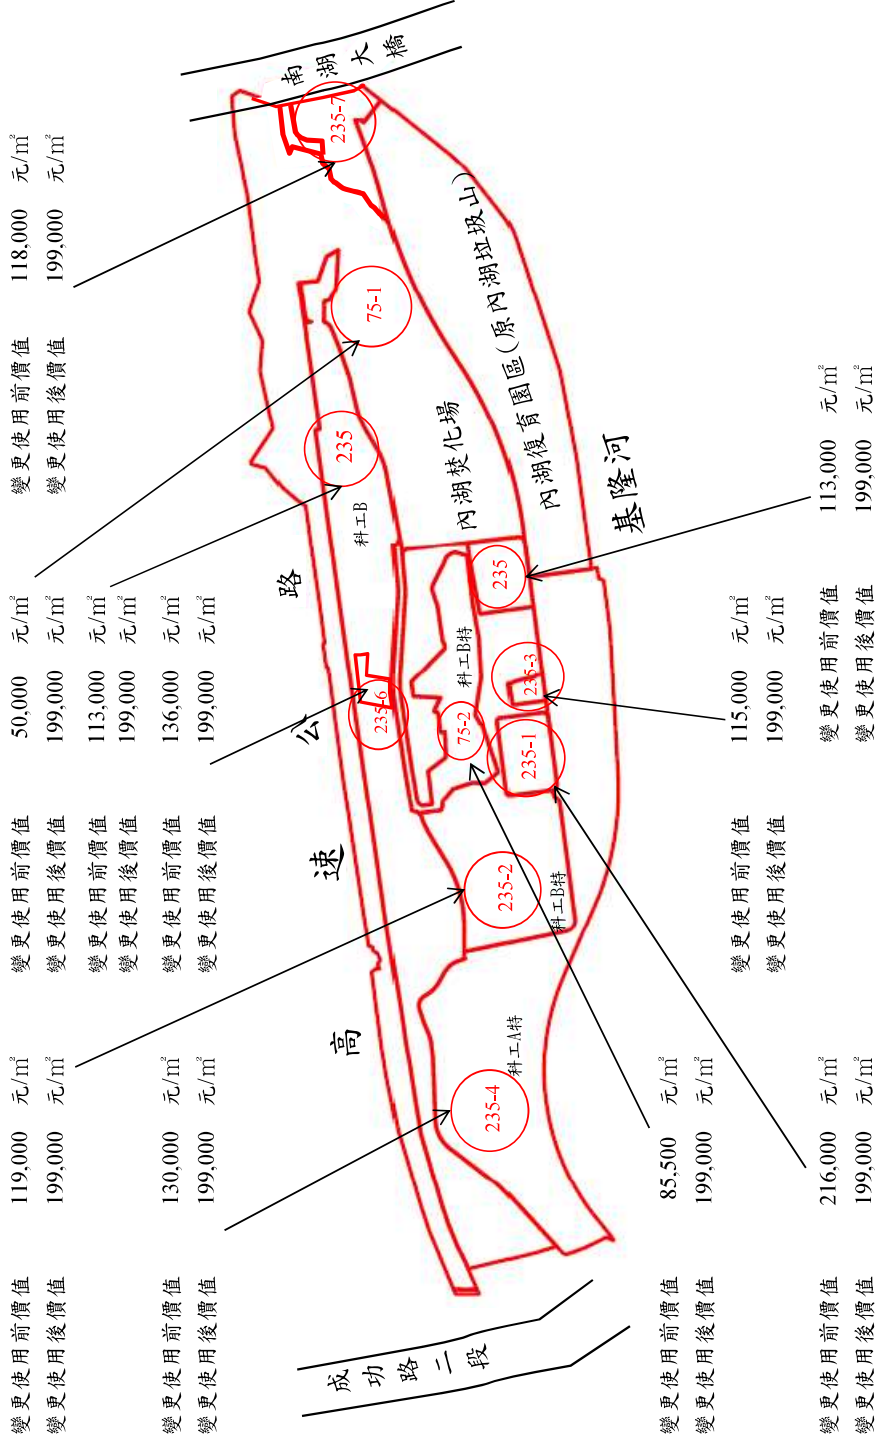 變更使用前價值 119,000 元/㎡
變更使用後價值 199,000 元/㎡
變更使用前價值 50,000 元/㎡
變更使用後價值 199,000 元/㎡
變更使用前價值 118,000 元/㎡
變更使用後價值 199,000 元/㎡
變更使用前價值 113,000 元/㎡
變更使用後價值 199,000 元/㎡
變更使用前價值 130,000 元/㎡
變更使用後價值 199,000 元/㎡
變更使用前價值 136,000 元/㎡
變更使用後價值 199,000 元/㎡
高速公路
南湖大橋
成功路二段
235-7
75-1
235
科工B
235-6
內湖焚化場
科工B特
75-2
235
235-3
235-1
235-2
科工B特
235-4
科工A特
內湖復育園區(原內湖垃圾山)
基隆河
變更使用前價值 85,500 元/㎡
變更使用後價值 199,000 元/㎡
變更使用前價值 115,000 元/㎡
變更使用後價值 199,000 元/㎡
變更使用前價值 216,000 元/㎡
變更使用後價值 199,000 元/㎡
變更使用前價值 113,000 元/㎡
變更使用後價值 199,000 元/㎡